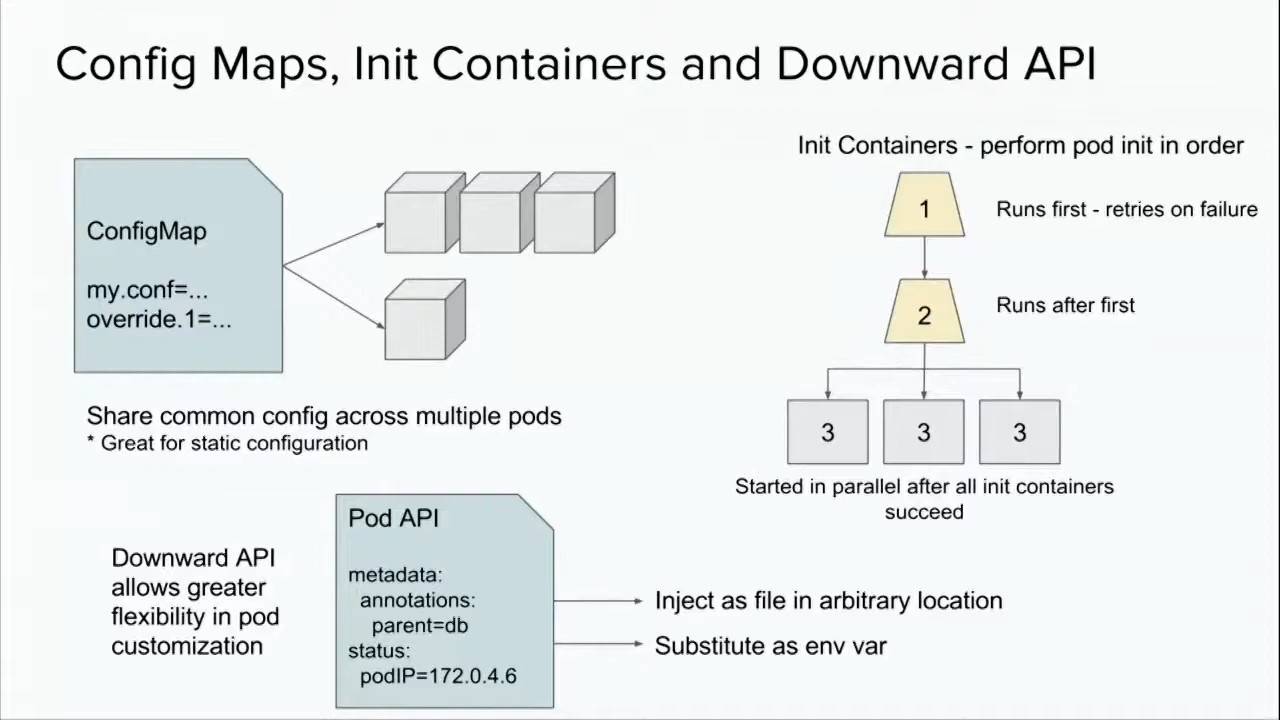 Config Maps, Init Containers and Downward API
ConfigMap
my.conf=...
override.1=...
Share common config across multiple pods
* Great for static configuration
Init Containers - perform pod init in order
1
Runs first - retries on failure
2
Runs after first
3 3 3
Started in parallel after all init containers
succeed
Downward API
allows greater
flexibility in pod
customization
Pod API
metadata:
annotations:
parent=db
status:
podIP=172.0.4.6
Inject as file in arbitrary location
Substitute as env var